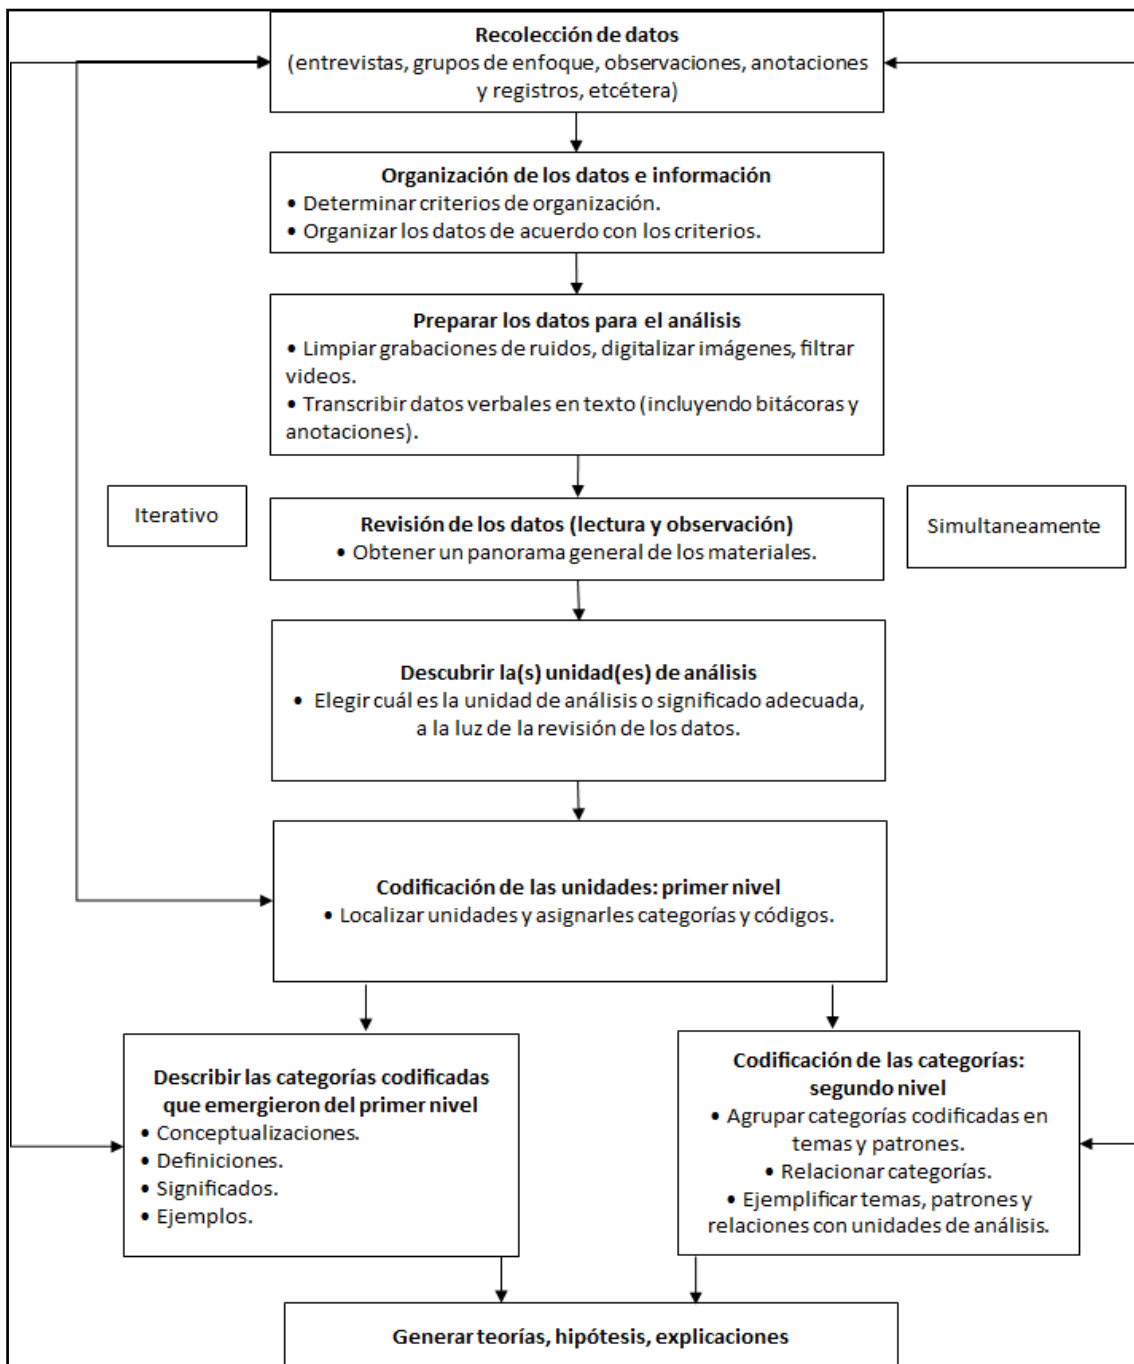 Recolección de datos
(entrevistas, grupos de enfoque, observaciones, anotaciones
y registros, etcétera)
Organización de los datos e información
• Determinar criterios de organización.
• Organizar los datos de acuerdo con los criterios.
Preparar los datos para el análisis
• Limpiar grabaciones de ruidos, digitalizar imágenes, filtrar
videos.
• Transcribir datos verbales en texto (incluyendo bitácoras y
anotaciones).
Iterativo
Revisión de los datos (lectura y observación)
• Obtener un panorama general de los materiales.
Simultaneamente
Descubrir la(s) unidad(es) de análisis
• Elegir cuál es la unidad de análisis o significado adecuada,
a la luz de la revisión de los datos.
Codificación de las unidades: primer nivel
• Localizar unidades y asignarles categorías y códigos.
Describir las categorías codificadas
que emergieron del primer nivel
• Conceptualizaciones.
• Definiciones.
• Significados.
• Ejemplos.
Codificación de las categorías:
segundo nivel
• Agrupar categorías codificadas en
temas y patrones.
• Relacionar categorías.
• Ejemplificar temas, patrones y
relaciones con unidades de análisis.
Generar teorías, hipótesis, explicaciones